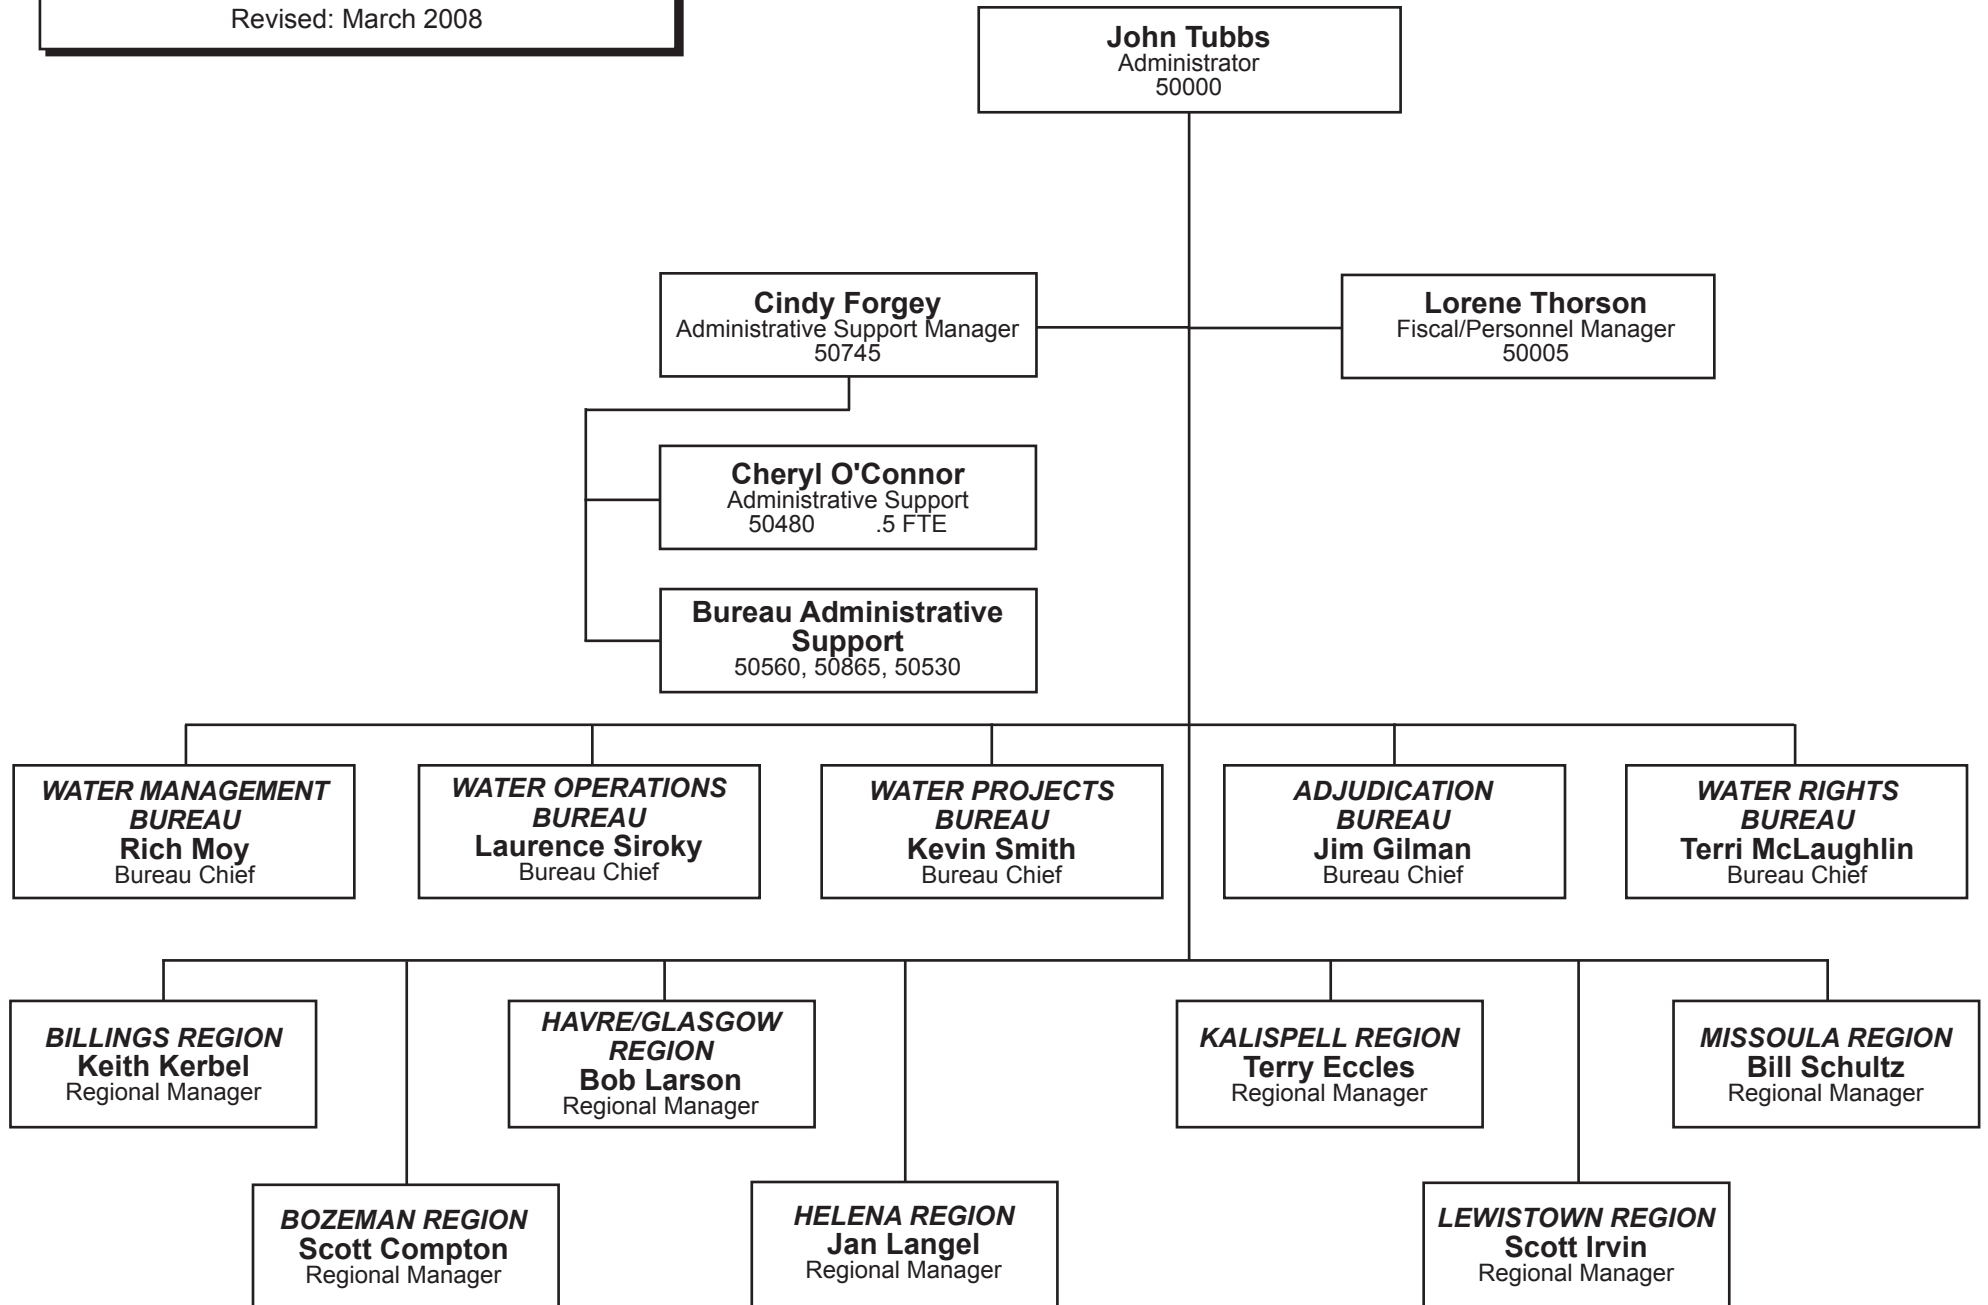 Revised: March 2008
John Tubbs
Administrator
50000
Cindy Forgey
Administrative Support Manager
50745
Lorene Thorson
Fiscal/Personnel Manager
50005
Cheryl O'Connor
Administrative Support
50480 .5 FTE
Bureau Administrative
Support
50560, 50865, 50530
WATER MANAGEMENT
BUREAU
Rich Moy
Bureau Chief
WATER OPERATIONS
BUREAU
Laurence Siroky
Bureau Chief
WATER PROJECTS
BUREAU
Kevin Smith
Bureau Chief
ADJUDICATION
BUREAU
Jim Gilman
Bureau Chief
WATER RIGHTS
BUREAU
Terri McLaughlin
Bureau Chief
BILLINGS REGION
Keith Kerbel
Regional Manager
HAVRE/GLASGOW
REGION
Bob Larson
Regional Manager
KALISPELL REGION
Terry Eccles
Regional Manager
MISSOULA REGION
Bill Schultz
Regional Manager
BOZEMAN REGION
Scott Compton
Regional Manager
HELENA REGION
Jan Langel
Regional Manager
LEWISTOWN REGION
Scott Irvin
Regional Manager